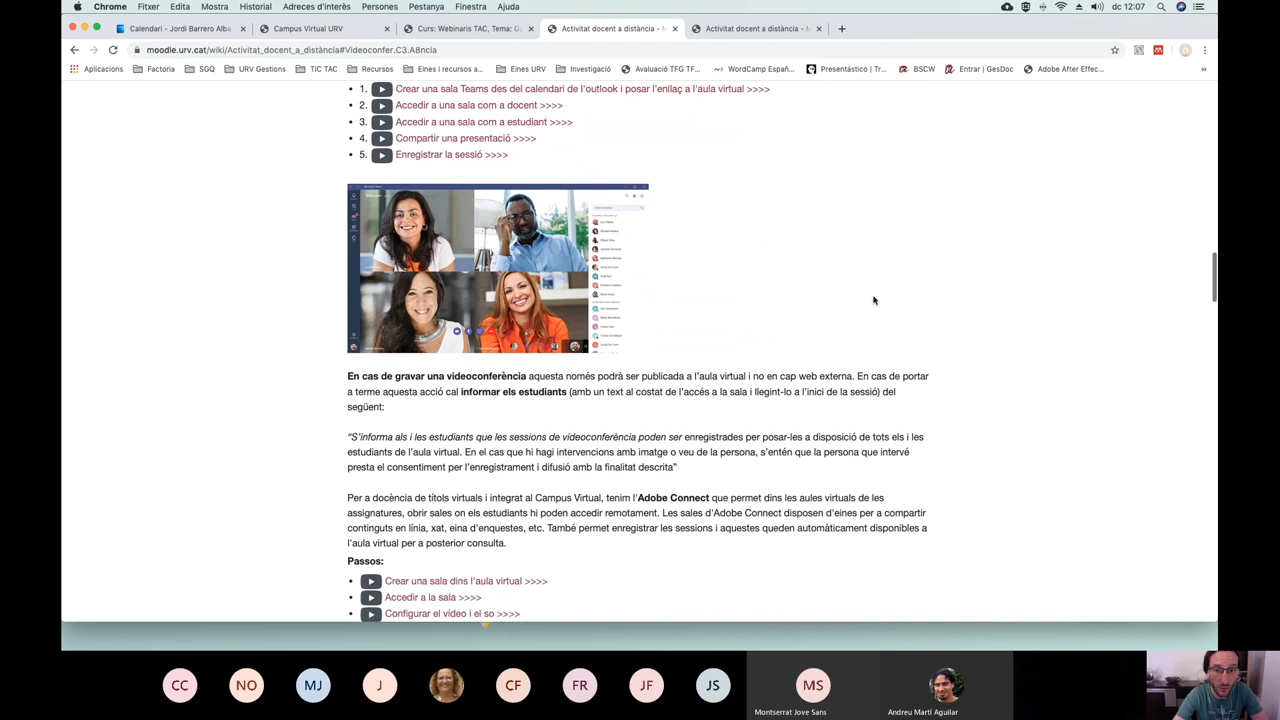 Chrome Fitxer Edita Mostra Historial Adreces d'interès Persones Pestanya Finestra Ajuda dc 12:07
Calendari - Jordi Barrero Alba Campus Virtual URV Curs: Webinaris TAC, Tema: Ge Activitat docent a distància - M Activitat docent a distància - M
moodle.urv.cat/wiki/Activitat_docent_a_distància#Videoconfer.C3.A8ncia
Aplicacions Factoria SGQ URV Gestions TIC TAC Recursos Eines i recursos a... Eines URV Investigació Avaluació TFG TF... WordCamp Españ... Presentástico | Tr... BSCW Entrar | GesDoc Adobe After Effec... »
• 1. Crear una sala Teams des del calendari de l'outlook i posar l'enllaç a l'aula virtual >>>>
• 2. Accedir a una sala com a docent >>>>
• 3. Accedir a una sala com a estudiant >>>>
• 4. Compartir una presentació >>>>
• 5. Enregistrar la sessió >>>>
En cas de gravar una videoconferència aquesta només podrà ser publicada a l'aula virtual i no en cap web externa. En cas de portar
a terme aquesta acció cal informar els estudiants (amb un text al costat de l'accés a la sala i llegint-lo a l'inici de la sessió) del
següent:
“S'informa als i les estudiants que les sessions de videoconferència poden ser enregistrades per posar-les a disposició de tots els i les
estudiants de l'aula virtual. En el cas que hi hagi intervencions amb imatge o veu de la persona, s'entén que la persona que intervé
presta el consentiment per l'enregistrament i difusió amb la finalitat descrita”
Per a docència de títols virtuals i integrat al Campus Virtual, tenim l'Adobe Connect que permet dins les aules virtuals de les
assignatures, obrir sales on els estudiants hi poden accedir remotament. Les sales d'Adobe Connect disposen d'eines per a compartir
continguts en línia, xat, eina d'enquestes, etc. També permet enregistrar les sessions i aquestes queden automàticament disponibles a
l'aula virtual per a posterior consulta.
Passos:
• Crear una sala dins l'aula virtual >>>>
• Accedir a la sala >>>>
• Configurar el vídeo i el so >>>>
CC NO MJ J CF FR JF JS MS
Montserrat Jove Sans Andreu Martí Aguilar